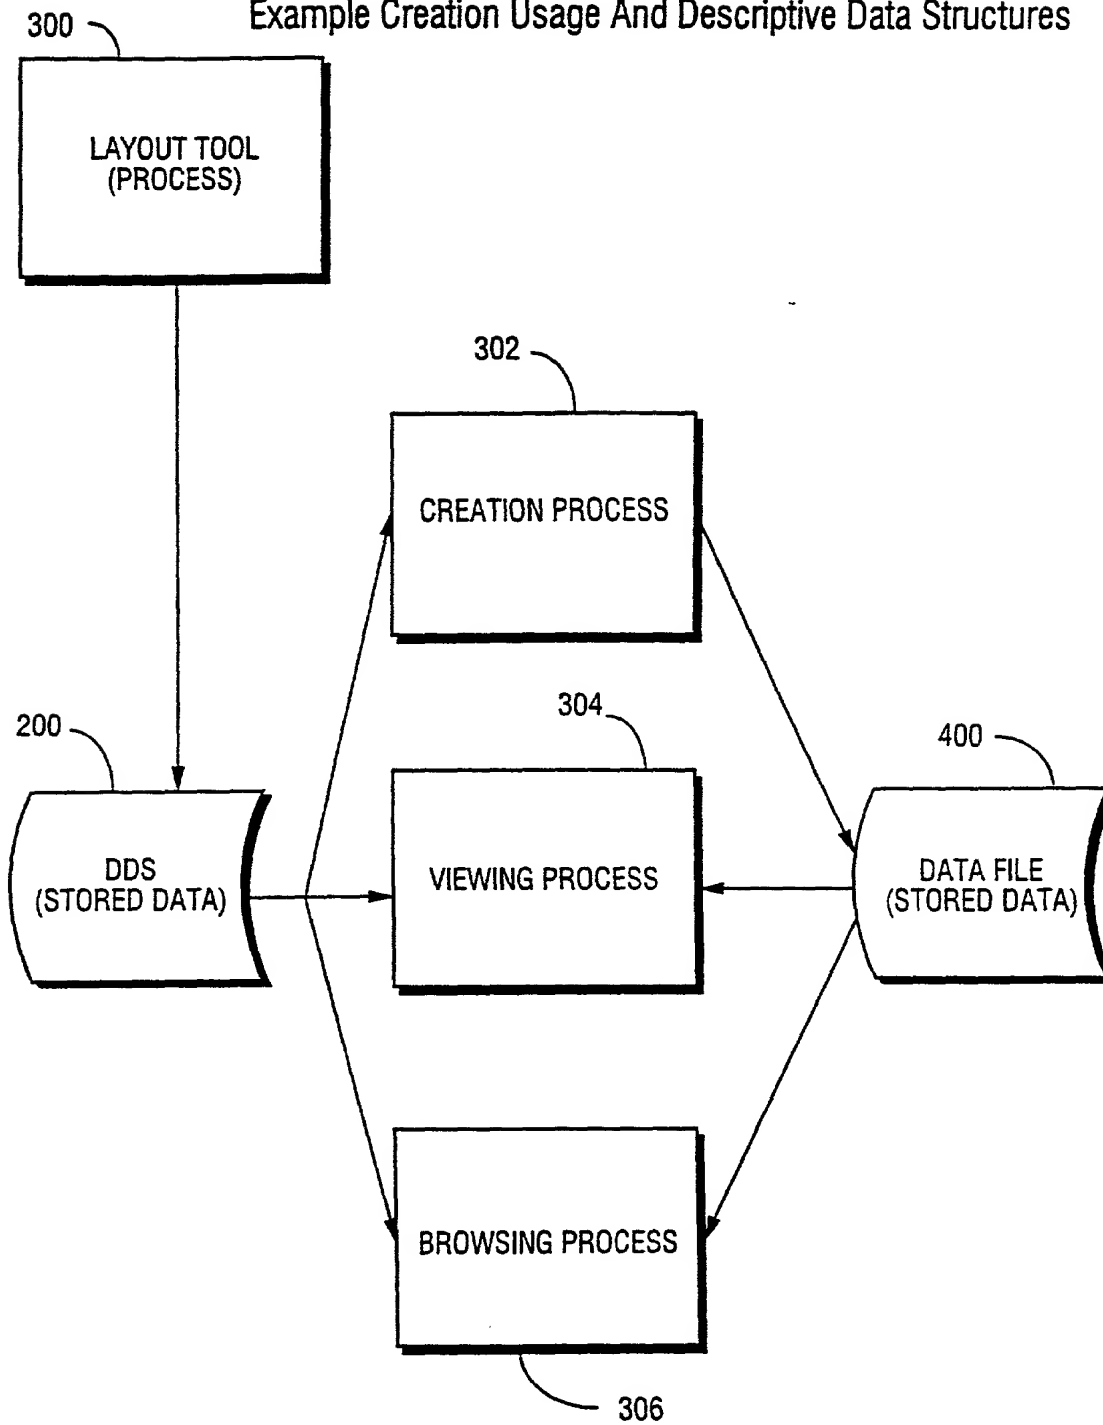 Example Creation Usage And Descriptive Data Structures
300
LAYOUT TOOL
(PROCESS)
302
CREATION PROCESS
200
DDS
(STORED DATA)
304
VIEWING PROCESS
400
DATA FILE
(STORED DATA)
BROWSING PROCESS
306